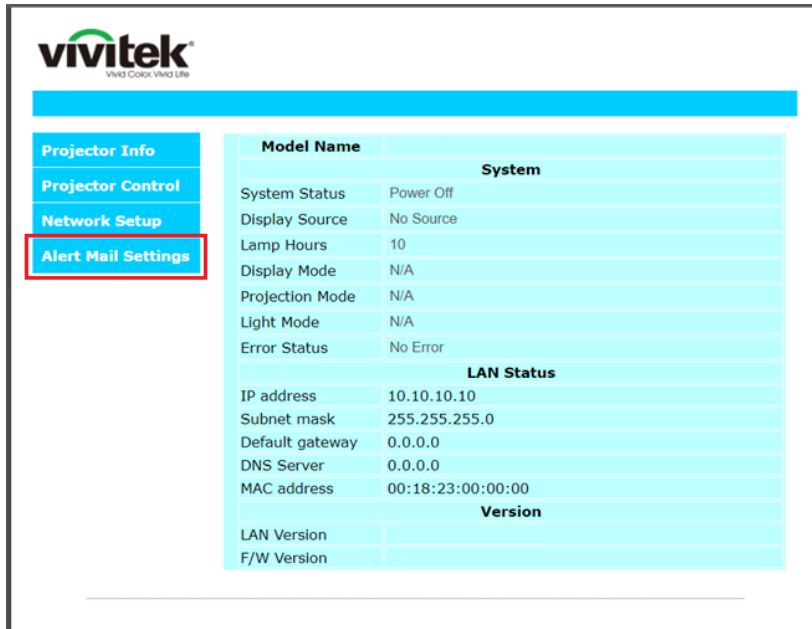 vivitek®
Vivid Color, Vivid Life
Projector Info
Projector Control
Network Setup
Alert Mail Settings
Model Name
System
System Status Power Off
Display Source No Source
Lamp Hours 10
Display Mode N/A
Projection Mode N/A
Light Mode N/A
Error Status No Error
LAN Status
IP address 10.10.10.10
Subnet mask 255.255.255.0
Default gateway 0.0.0.0
DNS Server 0.0.0.0
MAC address 00:18:23:00:00:00
Version
LAN Version
F/W Version